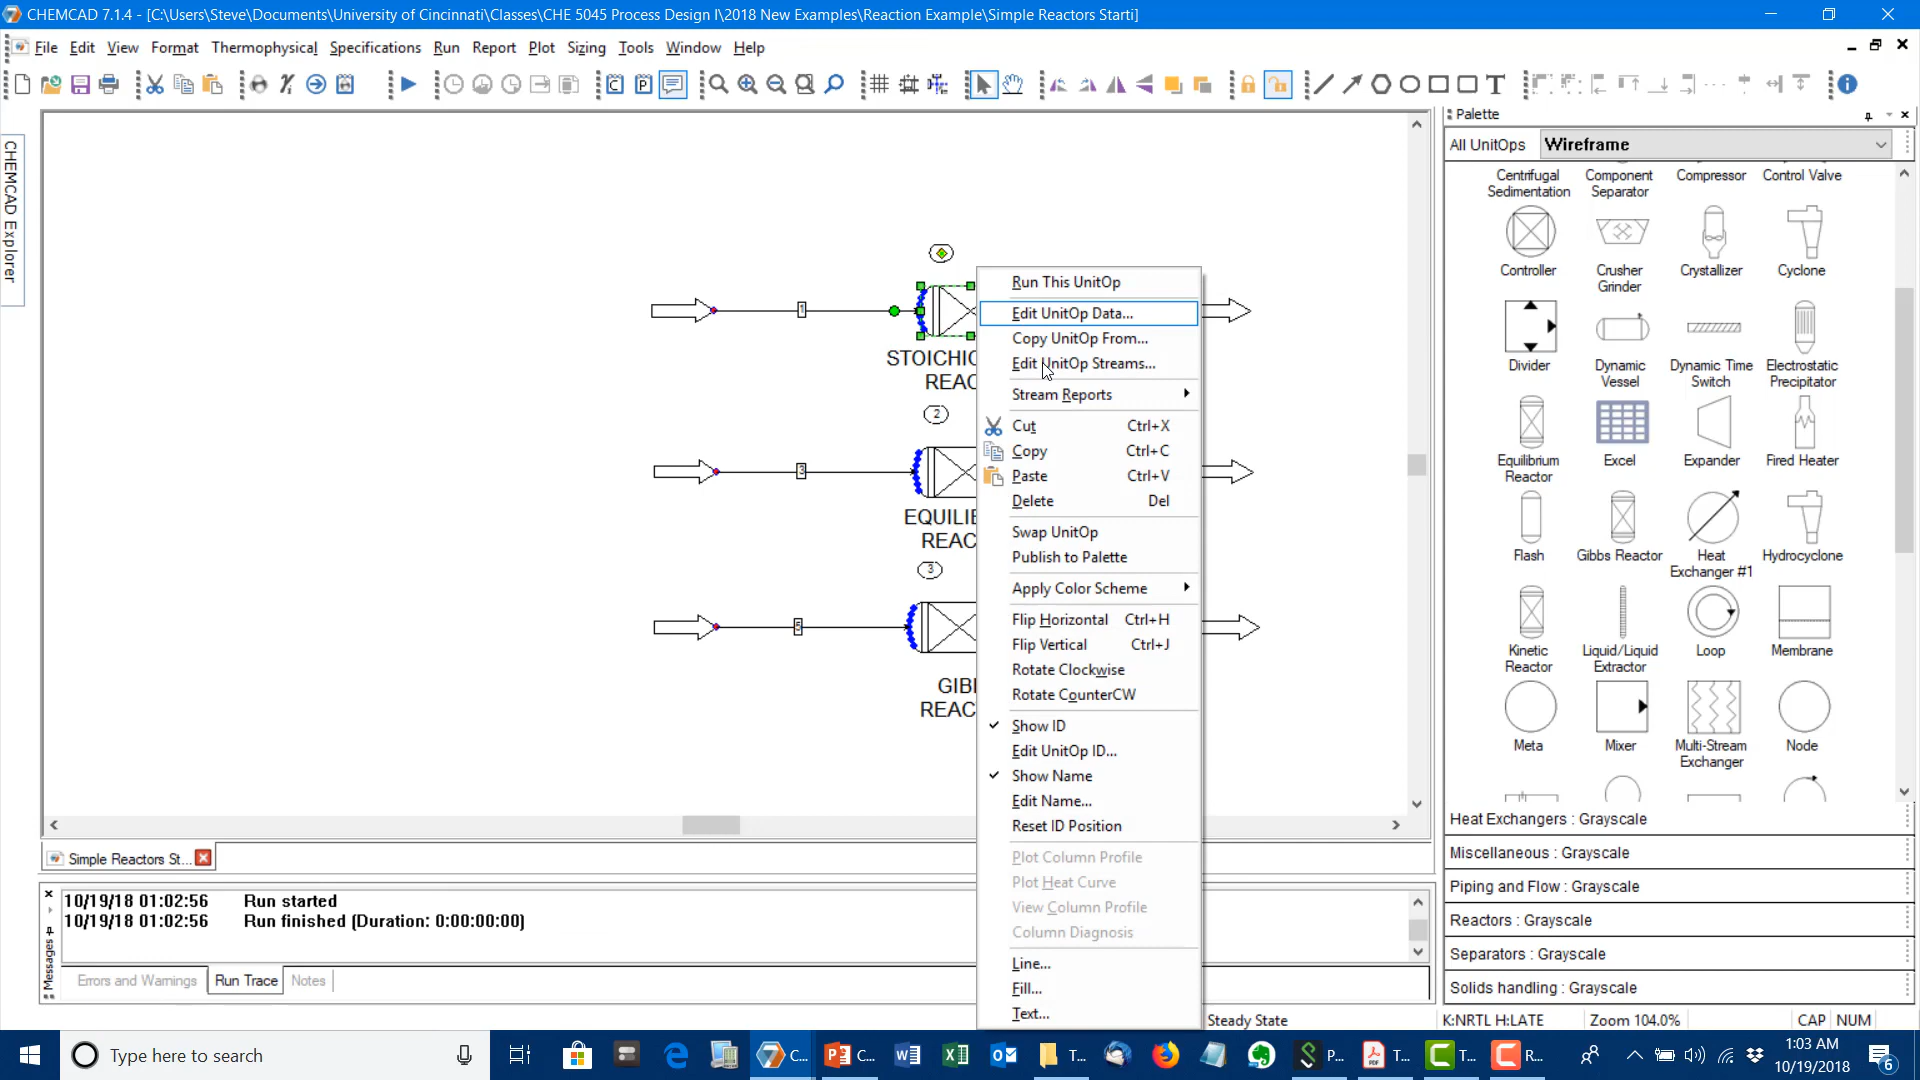 CHEMCAD 7.1.4 - [C:\Users\Steve\Documents\University of Cincinnati\Classes\CHE 5045 Process Design I\2018 New Examples\Reaction Example\Simple Reactors Starti]
File Edit View Format Thermophysical Specifications Run Report Plot Sizing Tools Window Help
CHEMCAD Explorer
Palette
All UnitOps Wireframe
Centrifugal Sedimentation
Component Separator
Compressor
Control Valve
Controller
Crusher Grinder
Crystallizer
Cyclone
Divider
Dynamic Vessel
Dynamic Time Switch
Electrostatic Precipitator
Equilibrium Reactor
Excel
Expander
Fired Heater
Flash
Gibbs Reactor
Heat Exchanger #1
Hydrocyclone
Kinetic Reactor
Liquid/Liquid Extractor
Loop
Membrane
Meta
Mixer
Multi-Stream Exchanger
Node
Heat Exchangers : Grayscale
Miscellaneous : Grayscale
Piping and Flow : Grayscale
Reactors : Grayscale
Separators : Grayscale
Solids handling : Grayscale
1
STOICHIO
REAC
2
3
EQUILIE
REAC
3
5
GIB
REAC
Run This UnitOp
Edit UnitOp Data...
Copy UnitOp From...
Edit UnitOp Streams...
Stream Reports
Cut Ctrl+X
Copy Ctrl+C
Paste Ctrl+V
Delete Del
Swap UnitOp
Publish to Palette
Apply Color Scheme
Flip Horizontal Ctrl+H
Flip Vertical Ctrl+J
Rotate Clockwise
Rotate CounterCW
Show ID
Edit UnitOp ID...
Show Name
Edit Name...
Reset ID Position
Plot Column Profile
Plot Heat Curve
View Column Profile
Column Diagnosis
Line...
Fill...
Text...
Simple Reactors St...
Messages
10/19/18 01:02:56 Run started
10/19/18 01:02:56 Run finished (Duration: 0:00:00:00)
Errors and Warnings Run Trace Notes
Steady State
K:NRTL H:LATE Zoom 104.0% CAP NUM
Type here to search
C... C... T... P... T... T... R...
1:03 AM
10/19/2018
6